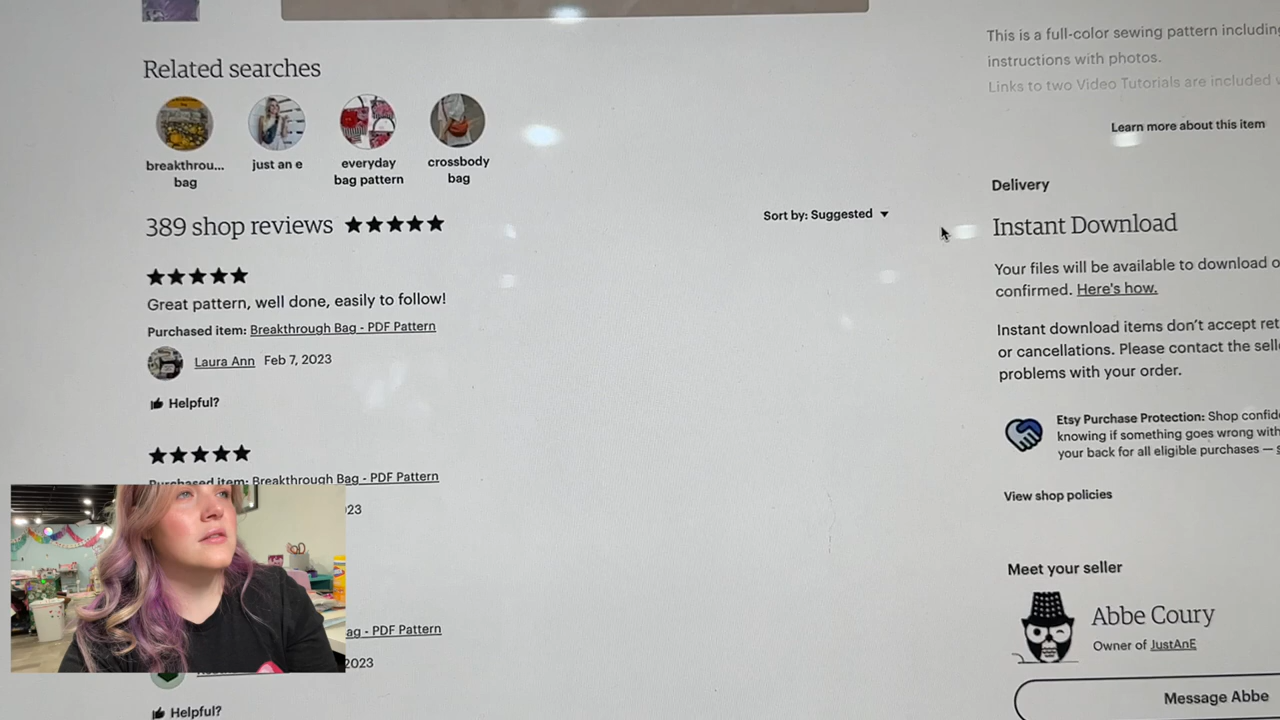 Related searches
breakthrou...
bag
just an e
everyday
bag pattern
crossbody
bag
389 shop reviews
Sort by: Suggested
Great pattern, well done, easily to follow!
Purchased item: Breakthrough Bag - PDF Pattern
Laura Ann Feb 7, 2023
Helpful?
Purchased item: Breakthrough Bag - PDF Pattern
23
ag - PDF Pattern
2023
Helpful?
This is a full-color sewing pattern including
instructions with photos.
Links to two Video Tutorials are included
Learn more about this item
Delivery
Instant Download
Your files will be available to download
confirmed. Here's how.
Instant download items don't accept
or cancellations. Please contact the
problems with your order.
Etsy Purchase Protection: Shop
knowing if something goes wrong with
your back for all eligible purchases —
View shop policies
Meet your seller
Abbe Coury
Owner of JustAnE
Message Abbe